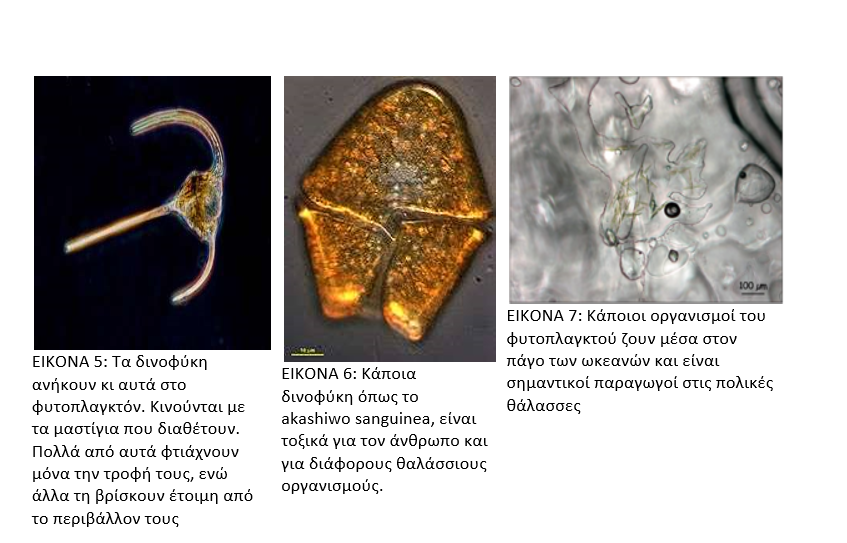 ΕΙΚΟΝΑ 5: Τα δινοφύκη
ανήκουν κι αυτά στο
φυτοπλαγκτόν. Κινούνται με
τα μαστίγια που διαθέτουν.
Πολλά από αυτά φτιάχνουν
μόνα την τροφή τους, ενώ
άλλα τη βρίσκουν έτοιμη από
το περιβάλλον τους
10 μm
ΕΙΚΟΝΑ 6: Κάποια
δινοφύκη όπως το
akashiwo sanguinea, είναι
τοξικά για τον άνθρωπο και
για διάφορους θαλάσσιους
οργανισμούς.
100 μm
ΕΙΚΟΝΑ 7: Κάποιοι οργανισμοί του
φυτοπλαγκτού ζουν μέσα στον
πάγο των ωκεανών και είναι
σημαντικοί παραγωγοί στις πολικές
θάλασσες